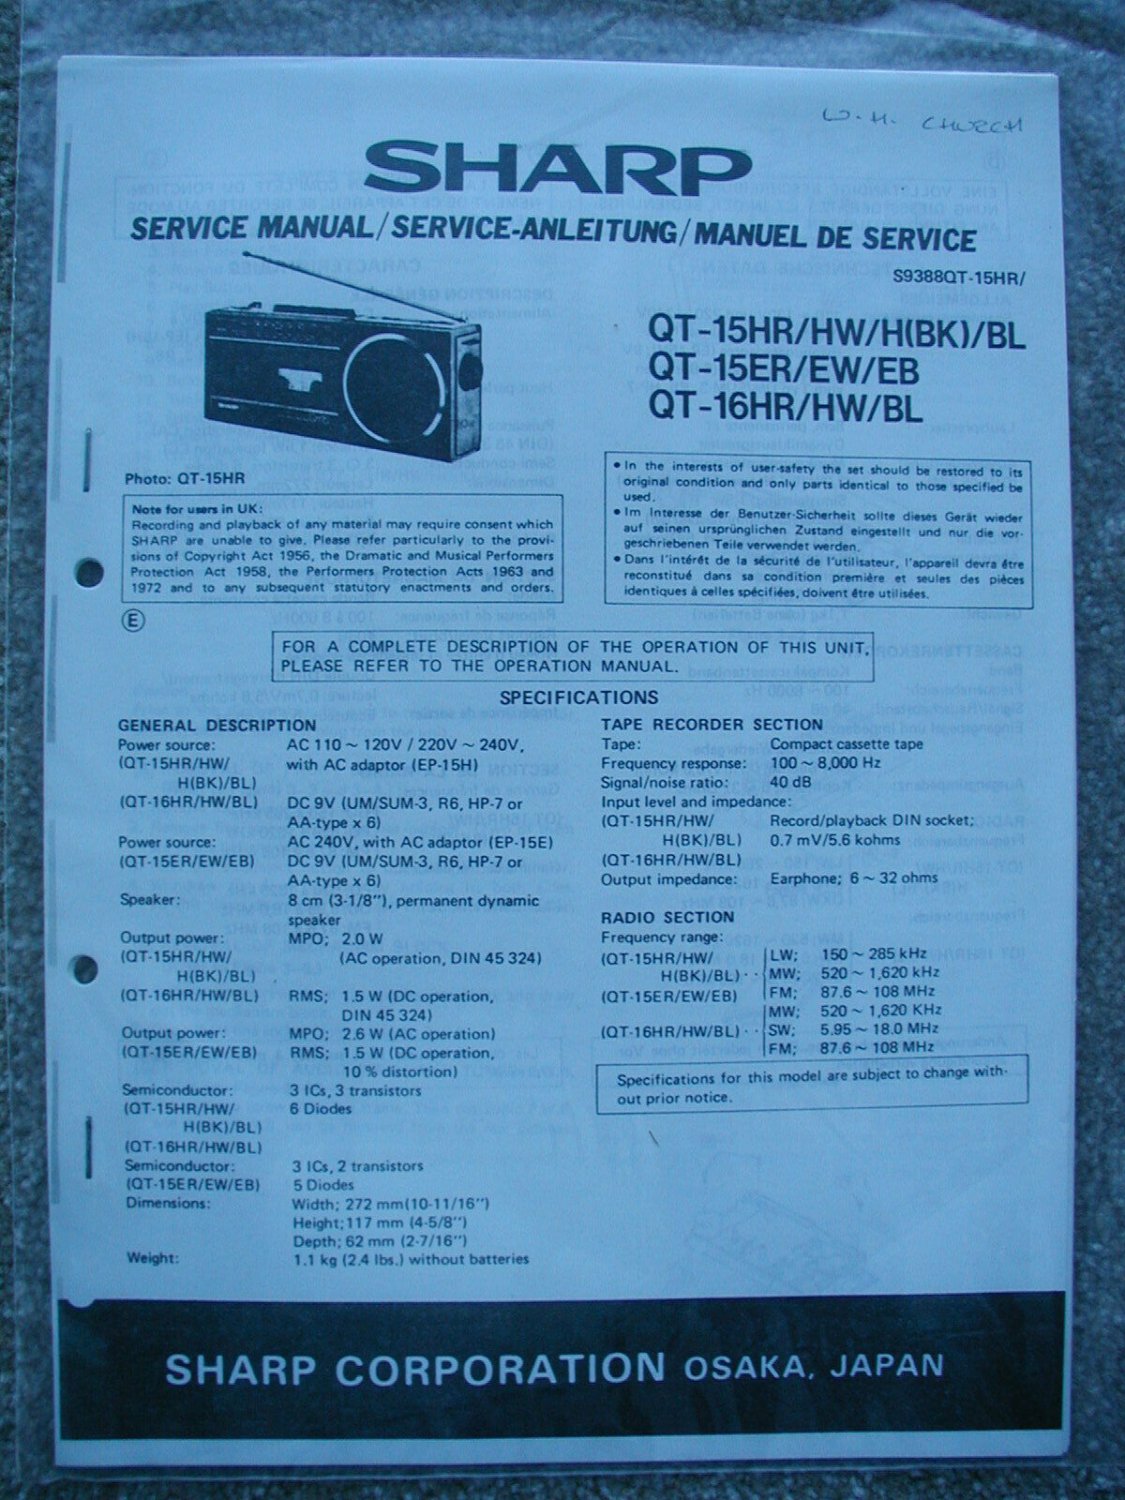 W.H. CHURCH
SHARP
SERVICE MANUAL/SERVICE-ANLEITUNG/MANUEL DE SERVICE
S9388QT-15HR/
QT-15HR/HW/H(BK)/BL
QT-15ER/EW/EB
QT-16HR/HW/BL
Photo: QT-15HR
Note for users in UK:
Recording and playback of any material may require consent which
SHARP are unable to give. Please refer particularly to the provi-
sions of Copyright Act 1956, the Dramatic and Musical Performers
Protection Act 1958, the Performers Protection Acts 1963 and
1972 and to any subsequent statutory enactments and orders.
• In the interests of user-safety the set should be restored to its
original condition and only parts identical to those specified be
used.
• Im Interesse der Benutzer-Sicherheit sollte dieses Gerät wieder
auf seinen ursprünglichen Zustand eingestellt und nur die vor-
geschriebenen Teile verwendet werden.
• Dans l'intérêt de la sécurité de l'utilisateur, l'appareil devra être
reconstitué dans sa condition première et seules des pièces
identiques à celles spécifiées, doivent être utilisées.
E
FOR A COMPLETE DESCRIPTION OF THE OPERATION OF THIS UNIT,
PLEASE REFER TO THE OPERATION MANUAL.
SPECIFICATIONS
GENERAL DESCRIPTION
Power source: AC 110 ~ 120V / 220V ~ 240V,
(QT-15HR/HW/ with AC adaptor (EP-15H)
H(BK)/BL)
(QT-16HR/HW/BL) DC 9V (UM/SUM-3, R6, HP-7 or
AA-type x 6)
Power source: AC 240V, with AC adaptor (EP-15E)
(QT-15ER/EW/EB) DC 9V (UM/SUM-3, R6, HP-7 or
AA-type x 6)
Speaker: 8 cm (3-1/8"), permanent dynamic
speaker
Output power: MPO; 2.0 W
(QT-15HR/HW/ (AC operation, DIN 45 324)
H(BK)/BL)
(QT-16HR/HW/BL) RMS; 1.5 W (DC operation,
DIN 45 324)
Output power: MPO; 2.6 W (AC operation)
(QT-15ER/EW/EB) RMS; 1.5 W (DC operation,
10 % distortion)
Semiconductor: 3 ICs, 3 transistors
(QT-15HR/HW/ 6 Diodes
H(BK)/BL)
(QT-16HR/HW/BL)
Semiconductor: 3 ICs, 2 transistors
(QT-15ER/EW/EB) 5 Diodes
Dimensions: Width; 272 mm(10-11/16")
Height; 117 mm (4-5/8")
Depth; 62 mm (2-7/16")
Weight: 1.1 kg (2.4 lbs.) without batteries
TAPE RECORDER SECTION
Tape: Compact cassette tape
Frequency response: 100 ~ 8,000 Hz
Signal/noise ratio: 40 dB
Input level and impedance:
(QT-15HR/HW/ Record/playback DIN socket;
H(BK)/BL) 0.7 mV/5.6 kohms
(QT-16HR/HW/BL)
Output impedance: Earphone; 6 ~ 32 ohms
RADIO SECTION
Frequency range:
(QT-15HR/HW/ LW; 150 ~ 285 kHz
H(BK)/BL) · · MW; 520 ~ 1,620 kHz
(QT-15ER/EW/EB) FM; 87.6 ~ 108 MHz
MW; 520 ~ 1,620 KHz
(QT-16HR/HW/BL) · · SW; 5.95 ~ 18.0 MHz
FM; 87.6 ~ 108 MHz
Specifications for this model are subject to change with-
out prior notice.
SHARP CORPORATION OSAKA, JAPAN